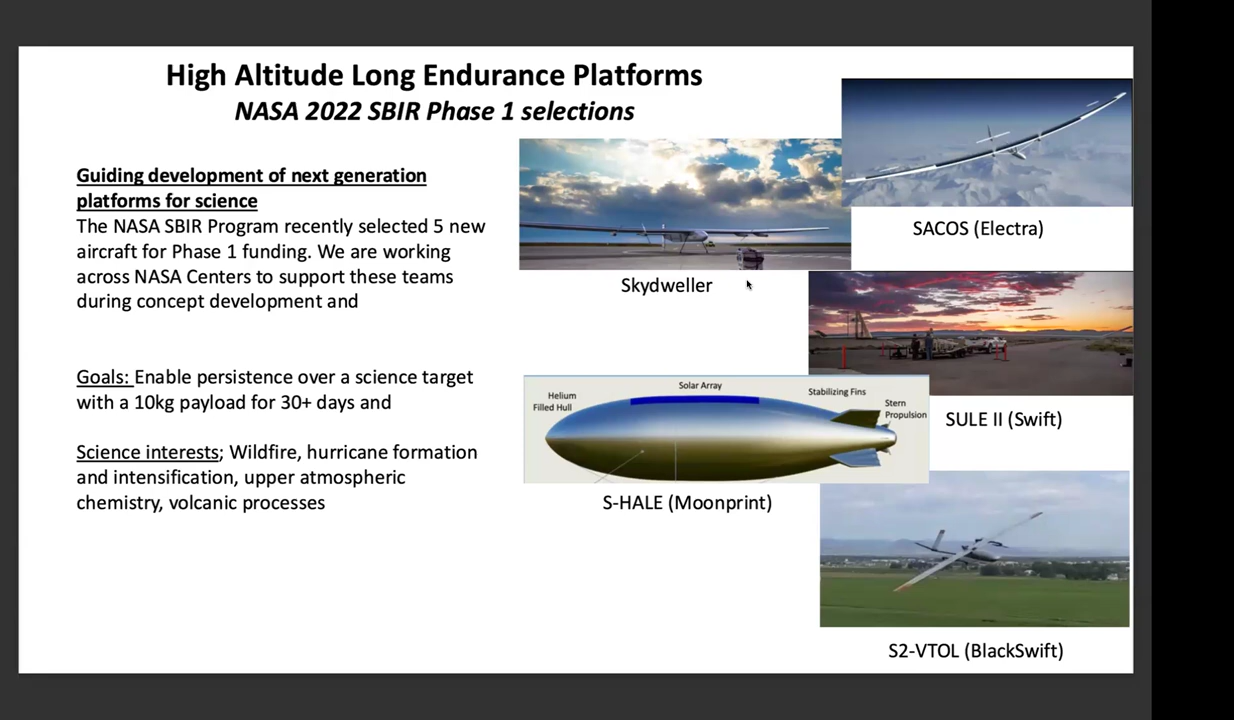 High Altitude Long Endurance Platforms
NASA 2022 SBIR Phase 1 selections
Guiding development of next generation
platforms for science
The NASA SBIR Program recently selected 5 new
aircraft for Phase 1 funding. We are working
across NASA Centers to support these teams
during concept development and
Goals: Enable persistence over a science target
with a 10kg payload for 30+ days and
Science interests; Wildfire, hurricane formation
and intensification, upper atmospheric
chemistry, volcanic processes
SACOS (Electra)
Skydweller
SULE II (Swift)
Helium
Filled Hull
Solar Array
Stabilizing Fins
Stern
Propulsion
S-HALE (Moonprint)
S2-VTOL (BlackSwift)